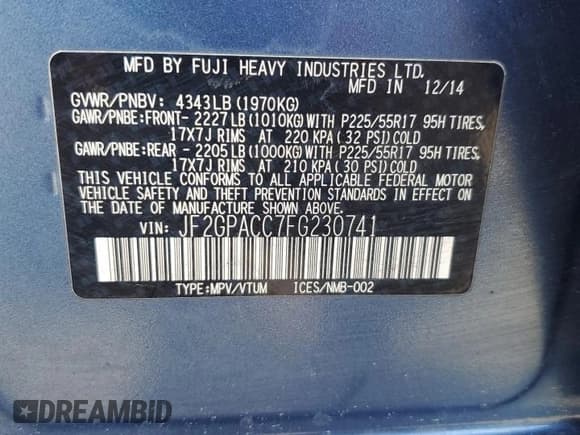 MFD BY FUJI HEAVY INDUSTRIES LTD.
MFD IN 12/14
GVWR/PNBV: 4343LB (1970KG)
GAWR/PNBE:FRONT- 2227LB(1010KG)WITH P225/55R17 95H TIRES,
17X7J RIMS AT 220 KPA(32 PSI)COLD
GAWR/PNBE:REAR - 2205LB(1000KG)WITH P225/55R17 95H TIRES,
17X7J RIMS AT 210 KPA(30 PSI)COLD
THIS VEHICLE CONFORMS TO ALL APPLICABLE FEDERAL MOTOR
VEHICLE SAFETY AND THEFT PREVENTION STANDARDS IN EFFECT ON
THE DATE OF MANUFACTURE SHOWN ABOVE.
VIN: JF2GPACC7FG230741
TYPE:MPV/VTUM ICES/NMB-002
DREAMBID